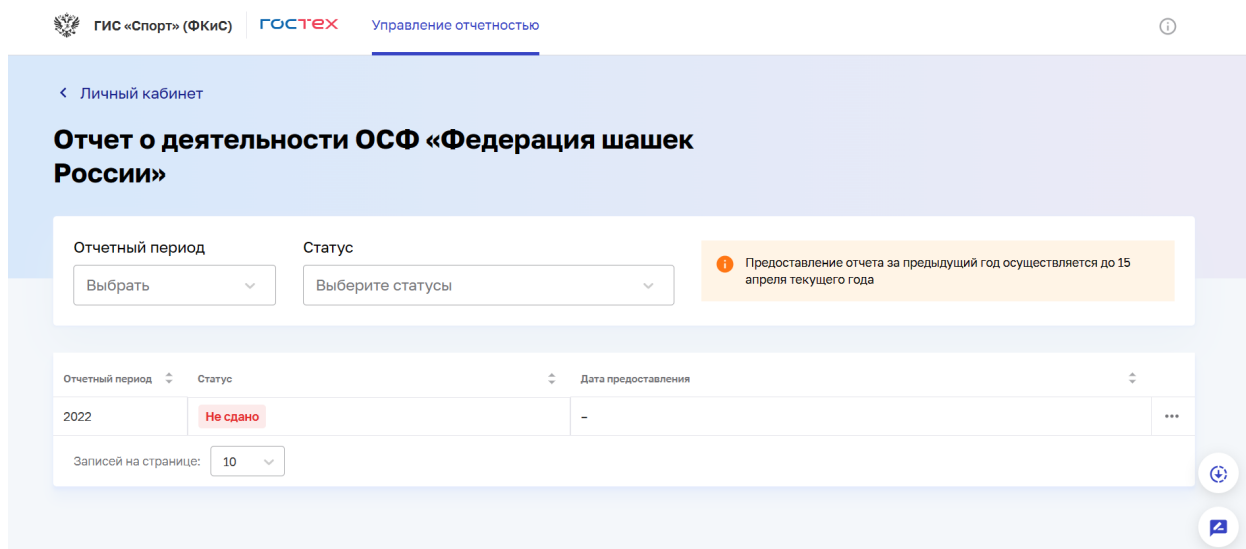 ГИС «Спорт» (ФКиС) ГОСТЕХ Управление отчетностью
Личный кабинет
Отчет о деятельности ОСФ «Федерация шашек
России»
Отчетный период Статус
Выбрать Выберите статусы
Предоставление отчета за предыдущий год осуществляется до 15
апреля текущего года
Отчетный период Статус Дата предоставления
2022 Не сдано –
Записей на странице: 10